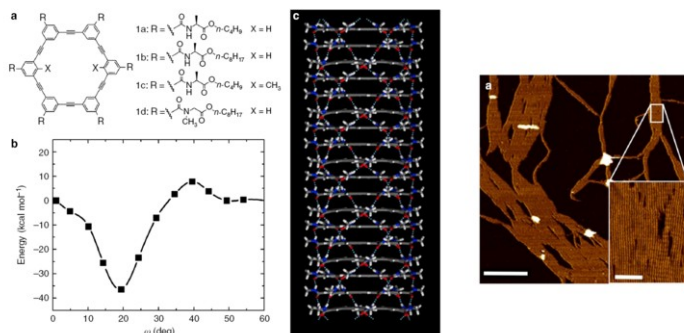 a
R
R
1a: R =
N
H
O
O
O
n-C4H9
X = H
1b: R =
N
H
O
O
O
n-C8H17
X = H
R
X
X
R
1c: R =
N
H
O
O
O
n-C4H9
X = CH3
R
R
1d: R =
N
CH3
O
O
O
n-C8H17
X = H
b
Energy (kcal mol−1)
20
10
0
−10
−20
−30
−40
0
10
20
30
40
50
60
(deg)
c
a